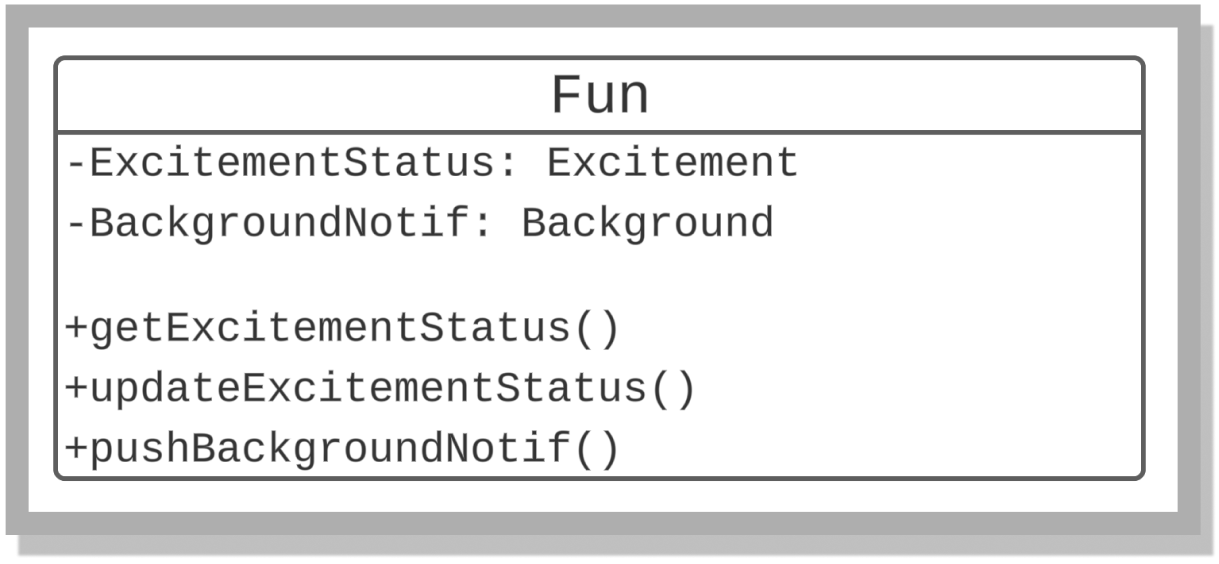 Fun
-ExcitementStatus: Excitement
-BackgroundNotif: Background
+getExcitementStatus()
+updateExcitementStatus()
+pushBackgroundNotif()